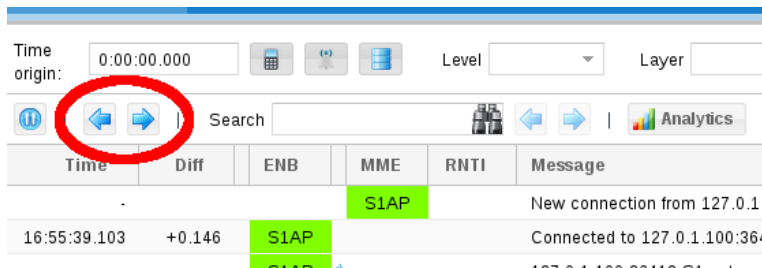 Time origin: 0:00:00.000 Level Layer
| Search | Analytics
Time Diff ENB MME RNTI Message
- S1AP New connection from 127.0.1
16:55:39.103 +0.146 S1AP Connected to 127.0.1.100:364